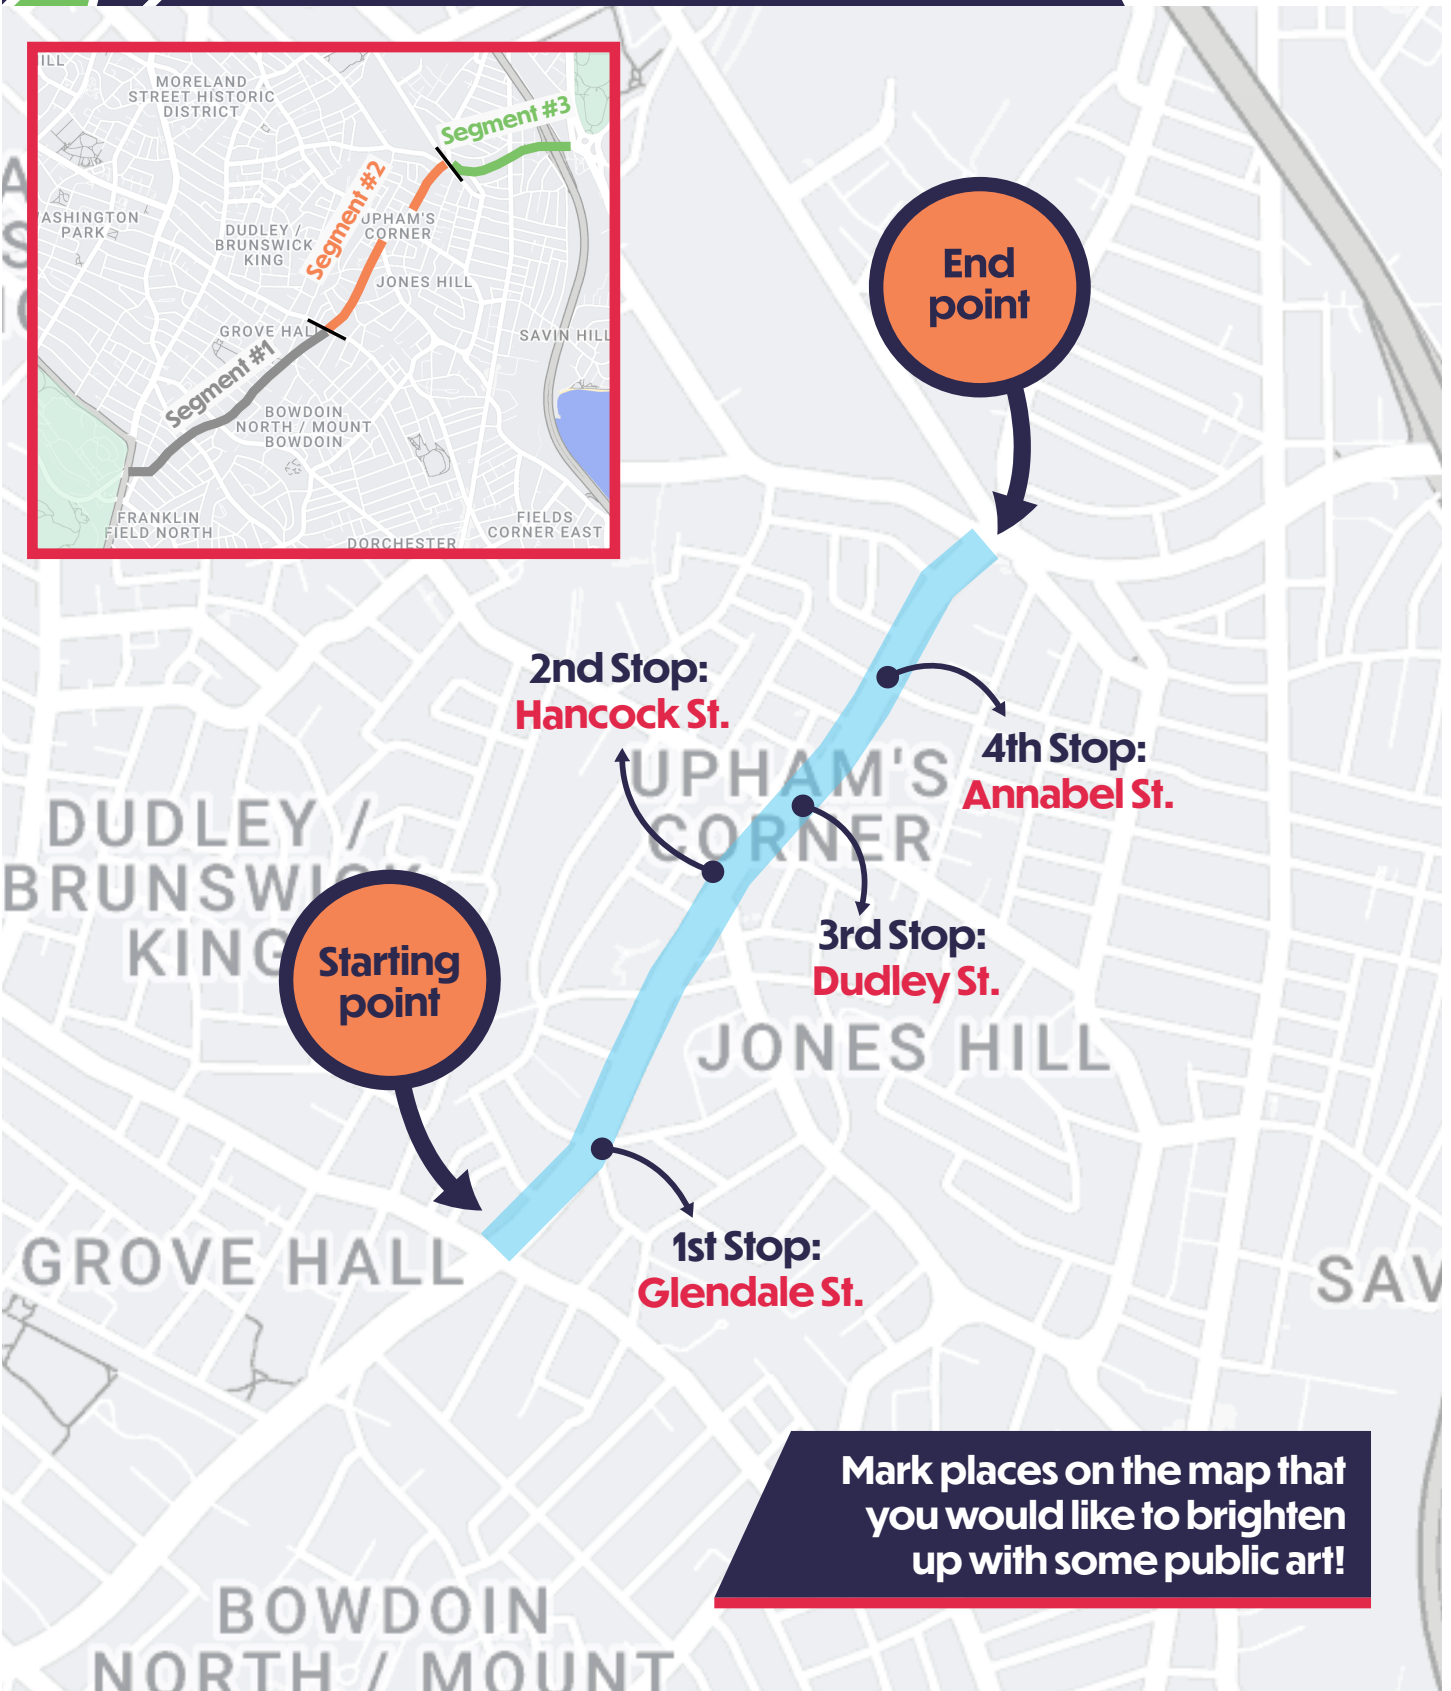 ILL
MORELAND
STREET HISTORIC
DISTRICT
Segment #3
Segment #2
ASHINGTON
PARK
UPHAM'S
CORNER
DUDLEY /
BRUNSWICK
KING
JONES HILL
GROVE HALL
SAVIN HILL
Segment #1
BOWDOIN
NORTH / MOUNT
BOWDOIN
FRANKLIN
FIELD NORTH
FIELDS
CORNER EAST
DORCHESTER
End
point
2nd Stop:
Hancock St.
4th Stop:
Annabel St.
UPHAM'S
CORNER
DUDLEY /
BRUNSWICK
KING
Starting
point
3rd Stop:
Dudley St.
JONES HILL
GROVE HALL
1st Stop:
Glendale St.
SAV
Mark places on the map that
you would like to brighten
up with some public art!
BOWDOIN
NORTH / MOUNT